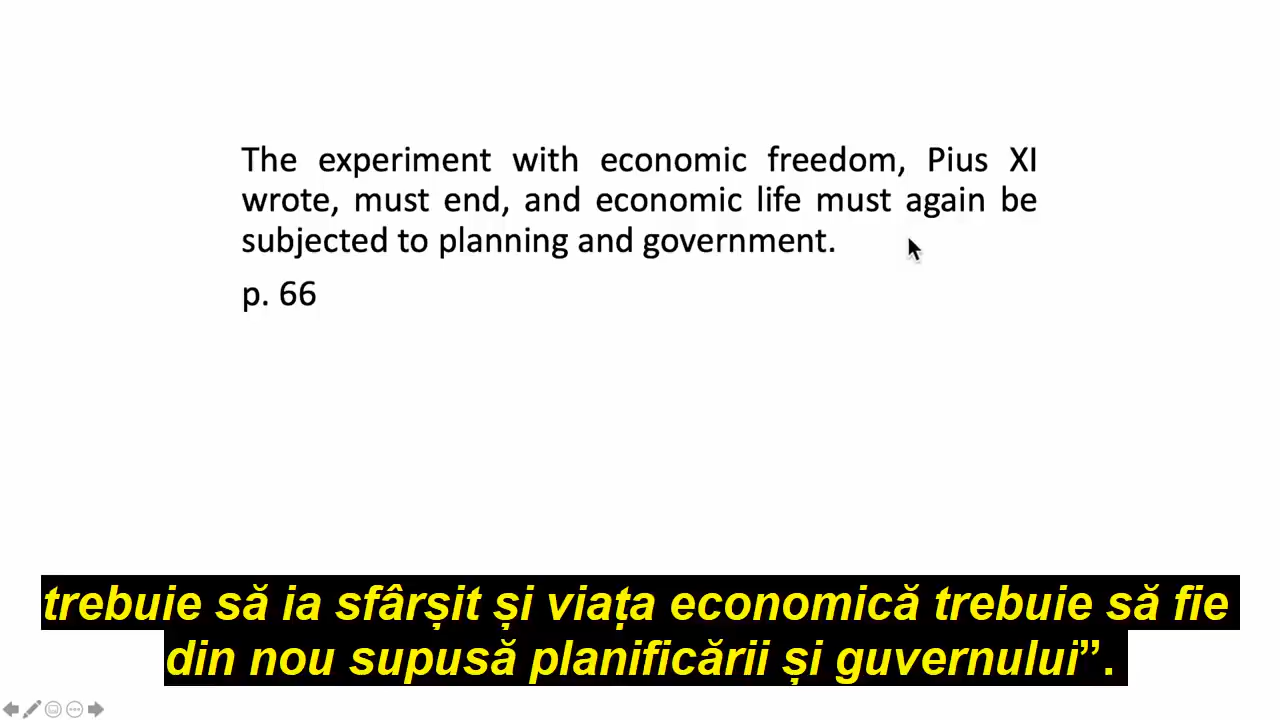 The experiment with economic freedom, Pius XI
wrote, must end, and economic life must again be
subjected to planning and government.
p. 66
trebuie să ia sfârșit și viața economică trebuie să fie
din nou supusă planificării și guvernului”.